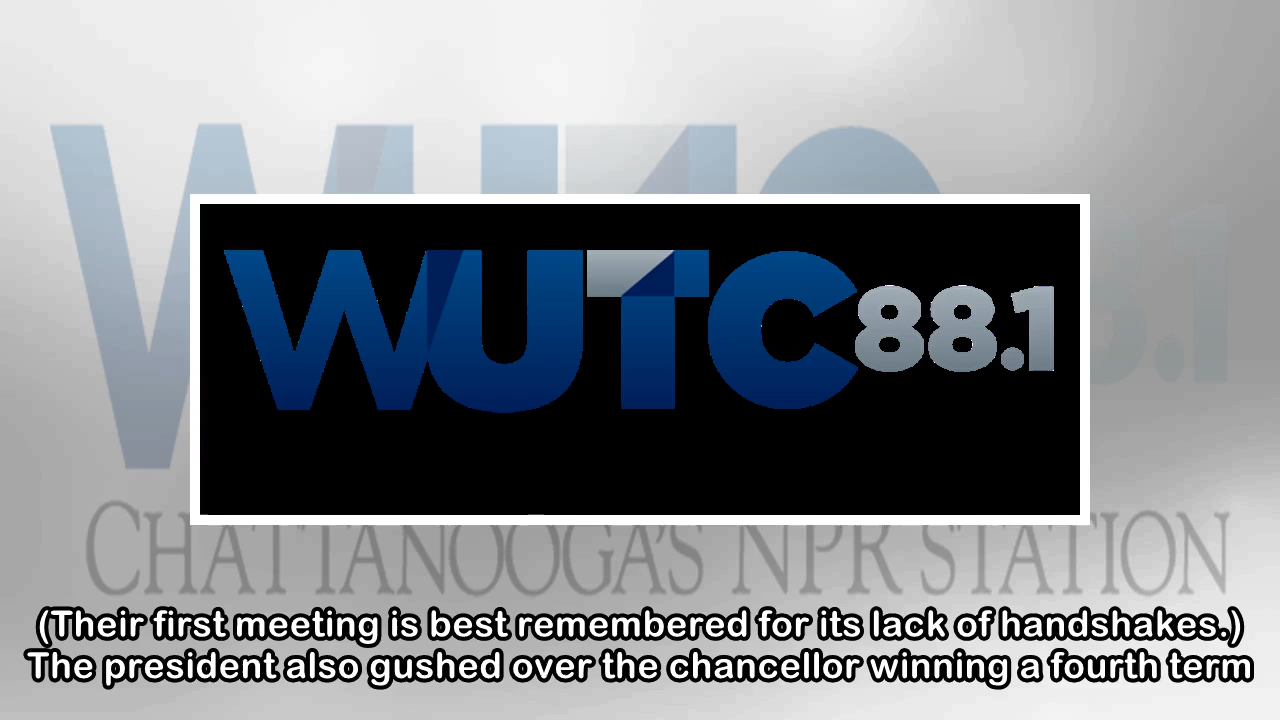 WUTC 88.1
CHATTANOOGA'S NPR STATION
(Their first meeting is best remembered for its lack of handshakes.)
The president also gushed over the chancellor winning a fourth term